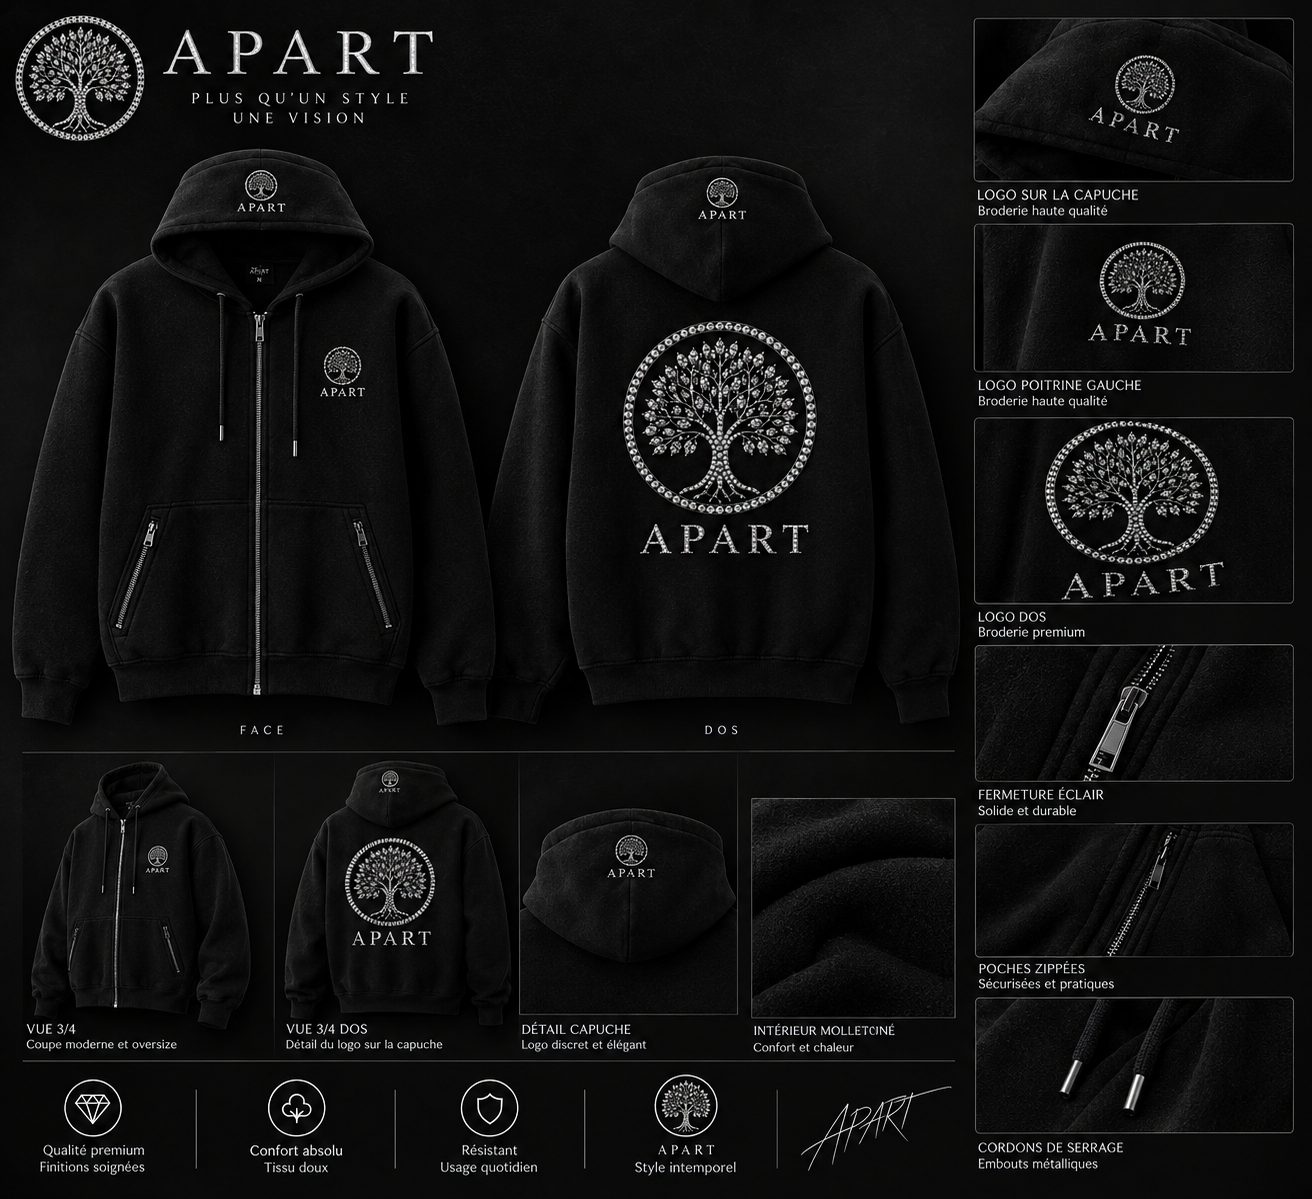 APART
PLUS QU'UN STYLE
UNE VISION
APART
APART
APART
M
APART
APART
FACE
DOS
APART
LOGO SUR LA CAPUCHE
Broderie haute qualité
APART
LOGO POITRINE GAUCHE
Broderie haute qualité
APART
LOGO DOS
Broderie premium
FERMETURE ÉCLAIR
Solide et durable
POCHES ZIPPÉES
Sécurisées et pratiques
CORDONS DE SERRAGE
Embouts métalliques
APART
VUE 3/4
Coupe moderne et oversize
APART
APART
VUE 3/4 DOS
Détail du logo sur la capuche
APART
DÉTAIL CAPUCHE
Logo discret et élégant
INTÉRIEUR MOLLETOINÉ
Confort et chaleur
Qualité premium
Finitions soignées
Confort absolu
Tissu doux
Résistant
Usage quotidien
APART
Style intemporel
APART